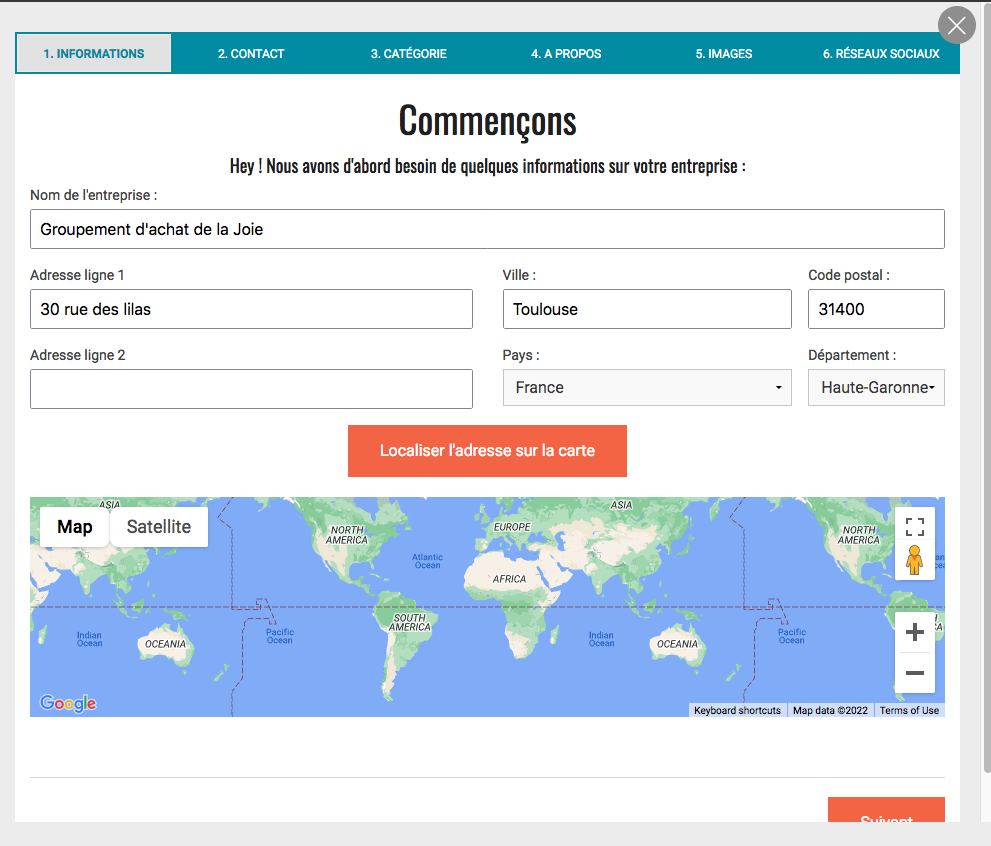 1. INFORMATIONS 2. CONTACT 3. CATÉGORIE 4. A PROPOS 5. IMAGES 6. RÉSEAUX SOCIAUX
Commençons
Hey ! Nous avons d'abord besoin de quelques informations sur votre entreprise :
Nom de l'entreprise :
Groupement d'achat de la Joie
Adresse ligne 1 Ville : Code postal :
30 rue des lilas Toulouse 31400
Adresse ligne 2 Pays : Département :
France Haute-Garonne
Localiser l'adresse sur la carte
ASIA ASIA
Map Satellite
NORTH AMERICA EUROPE NORTH AMERICA
Atlantic Ocean
AFRICA
SOUTH AMERICA
Indian Ocean OCEANIA Pacific Ocean Indian Ocean OCEANIA Pacific Ocean
Google
Keyboard shortcuts Map data ©2022 Terms of Use
Suivant